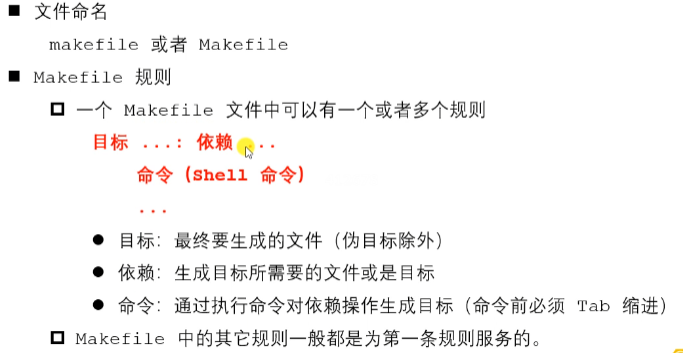 文件命名
makefile 或者 Makefile
Makefile 规则
一个 Makefile 文件中可以有一个或者多个规则
目标 ...: 依赖 ...
命令 (Shell 命令)
...
目标: 最终要生成的文件 (伪目标除外)
依赖: 生成目标所需要的文件或是目标
命令: 通过执行命令对依赖操作生成目标 (命令前必须 Tab 缩进)
Makefile 中的其它规则一般都是为第一条规则服务的。